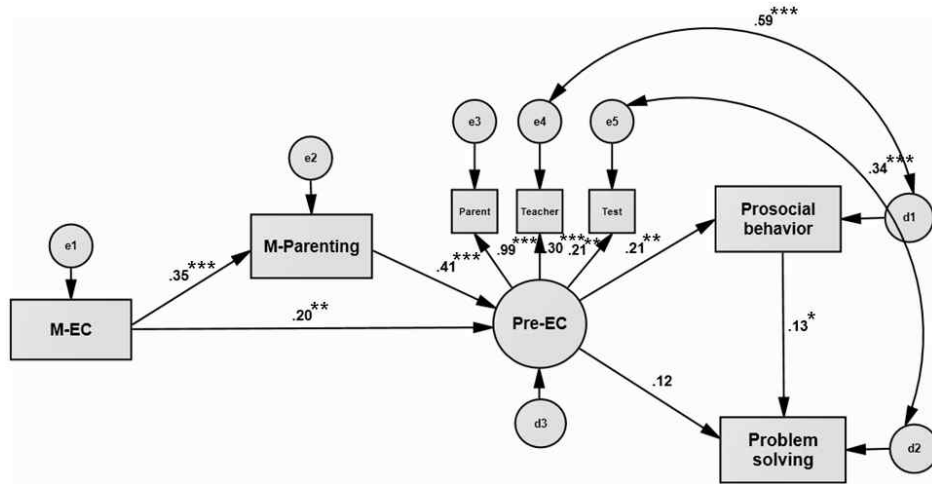 .59***
e3
e4
e5
e2
.34***
Parent
Teacher
Test
Prosocial
behavior
d1
e1
M-Parenting
.35***
.41***
.99***
.30***
.21**
.21**
M-EC
.20**
Pre-EC
.13*
.12
d3
Problem
solving
d2